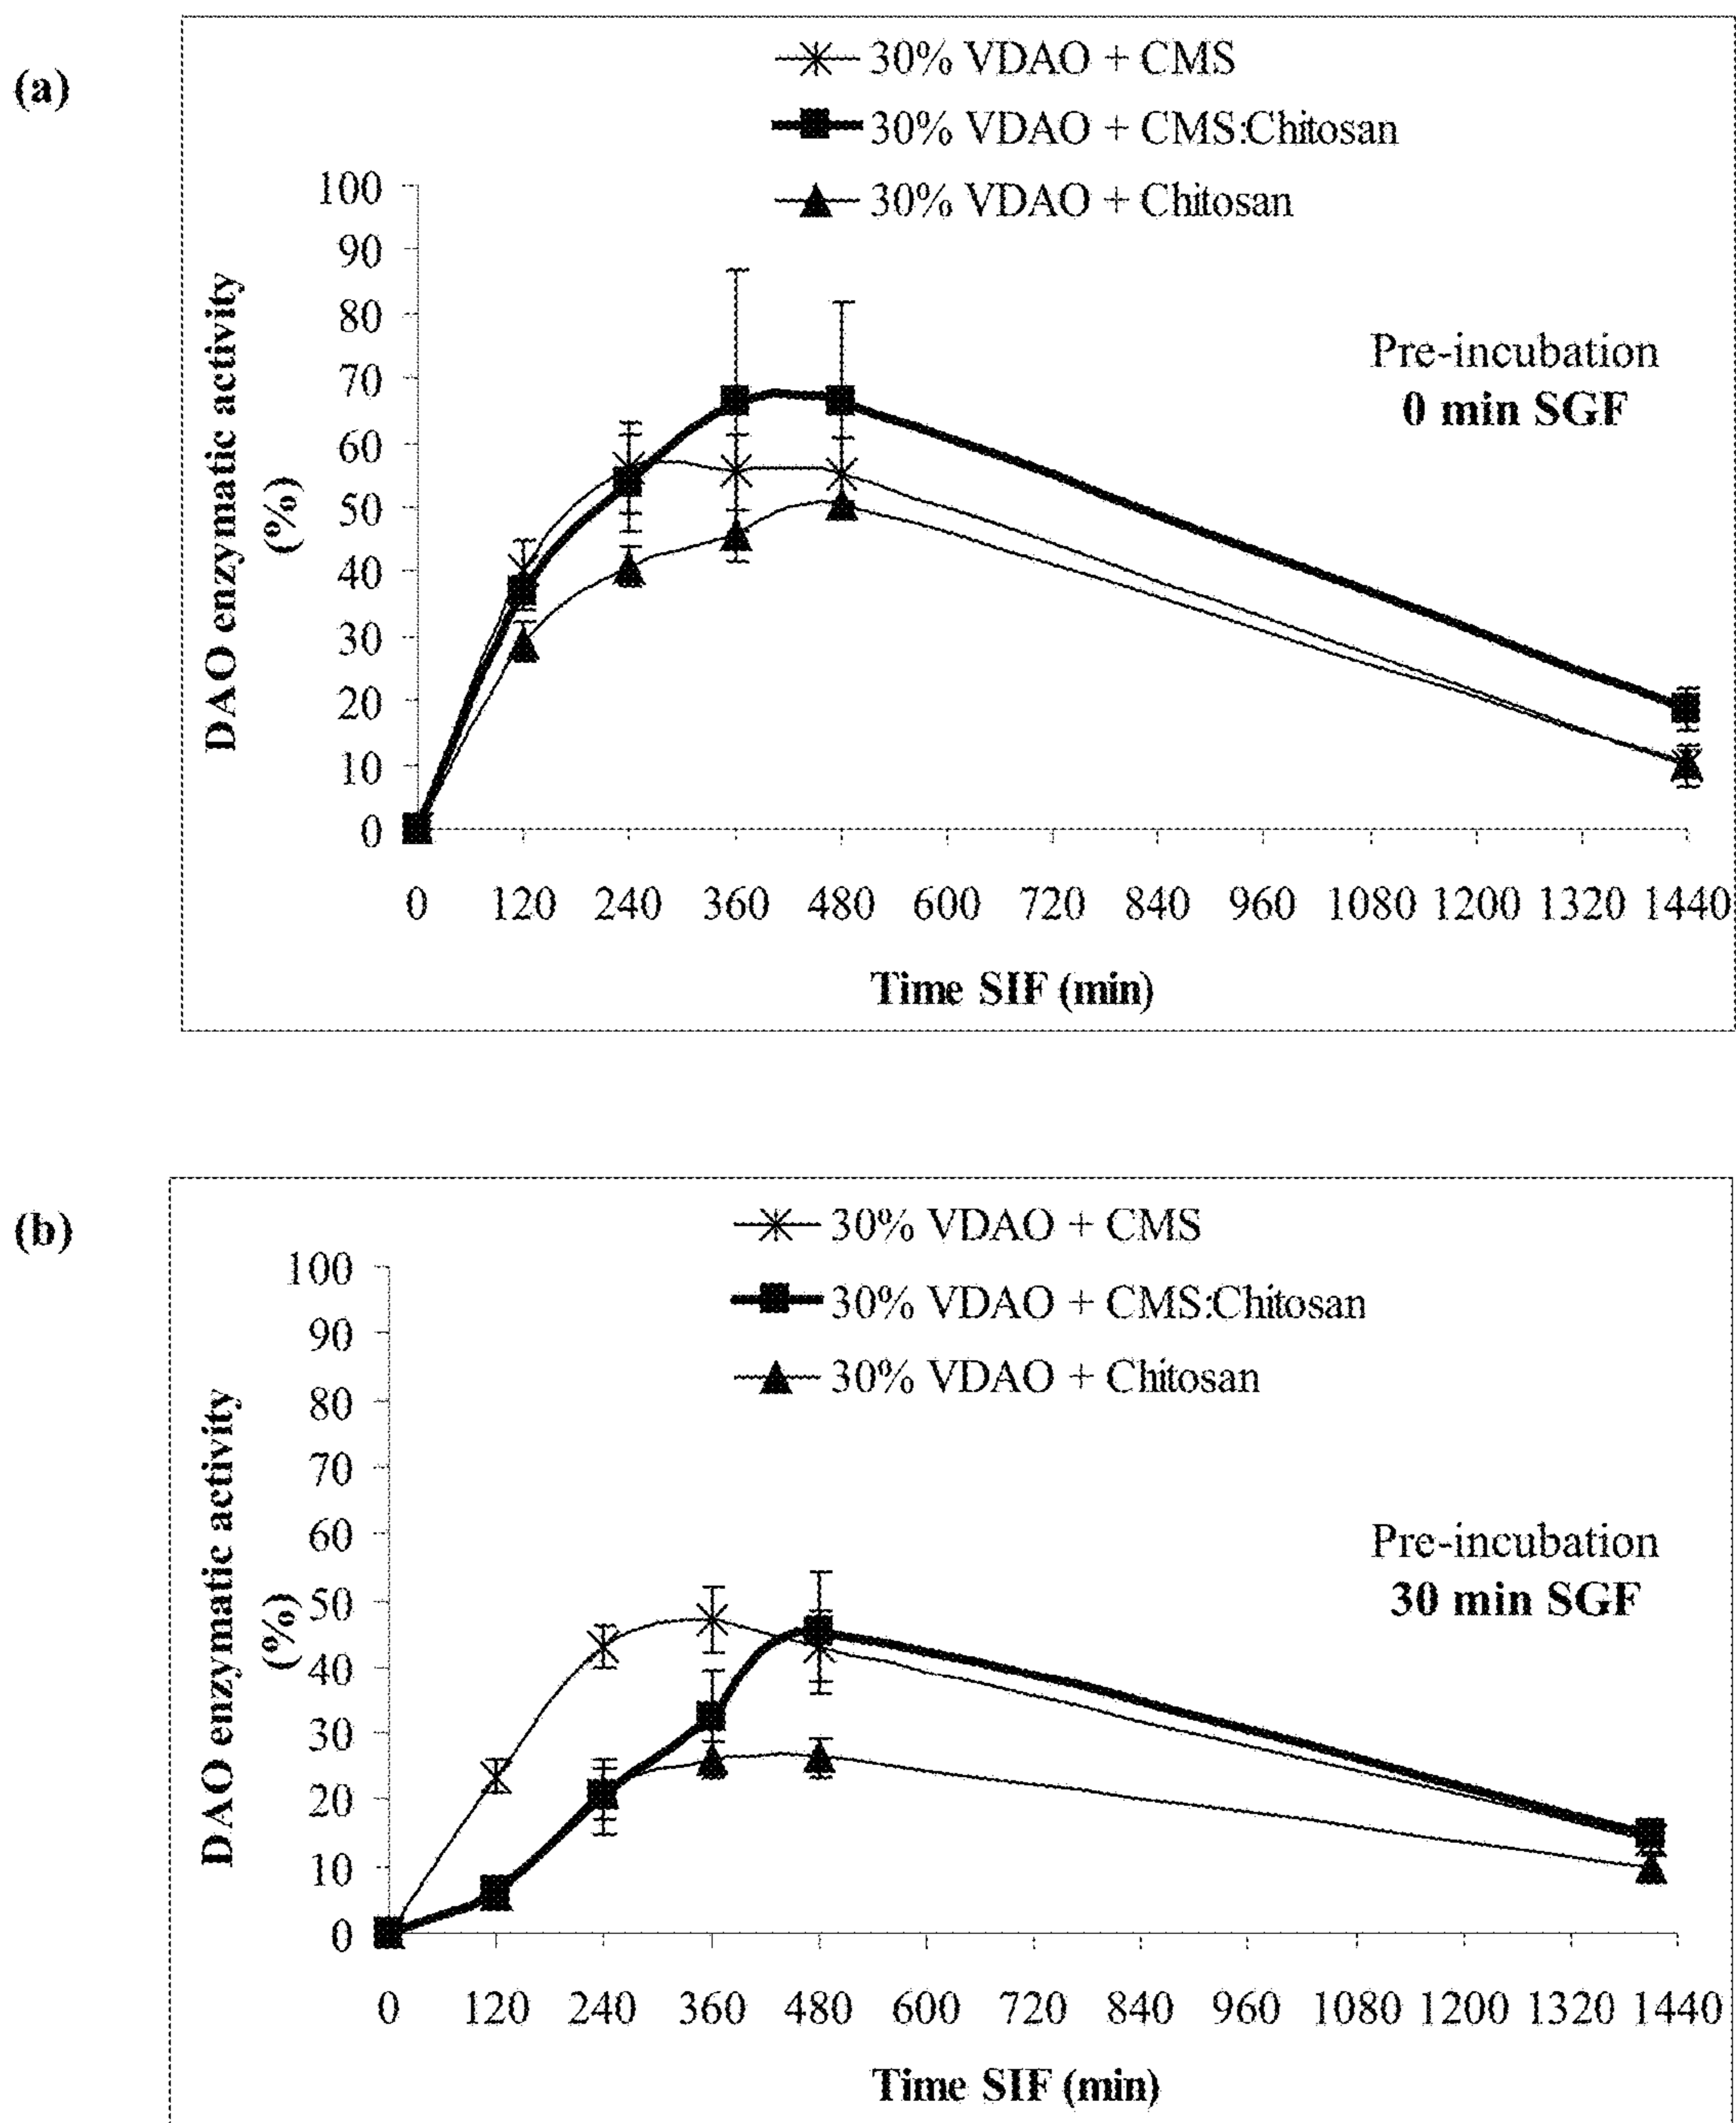 (a)
30% VDAO + CMS
30% VDAO + CMS:Chitosan
30% VDAO + Chitosan
DAO enzymatic activity
(%)
100
90
80
70
60
50
40
30
20
10
0
Pre-incubation
0 min SGF
0 120 240 360 480 600 720 840 960 1080 1200 1320 1440
Time SIF (min)
(b)
30% VDAO + CMS
30% VDAO + CMS:Chitosan
30% VDAO + Chitosan
DAO enzymatic activity
(%)
100
90
80
70
60
50
40
30
20
10
0
Pre-incubation
30 min SGF
0 120 240 360 480 600 720 840 960 1080 1200 1320 1440
Time SIF (min)